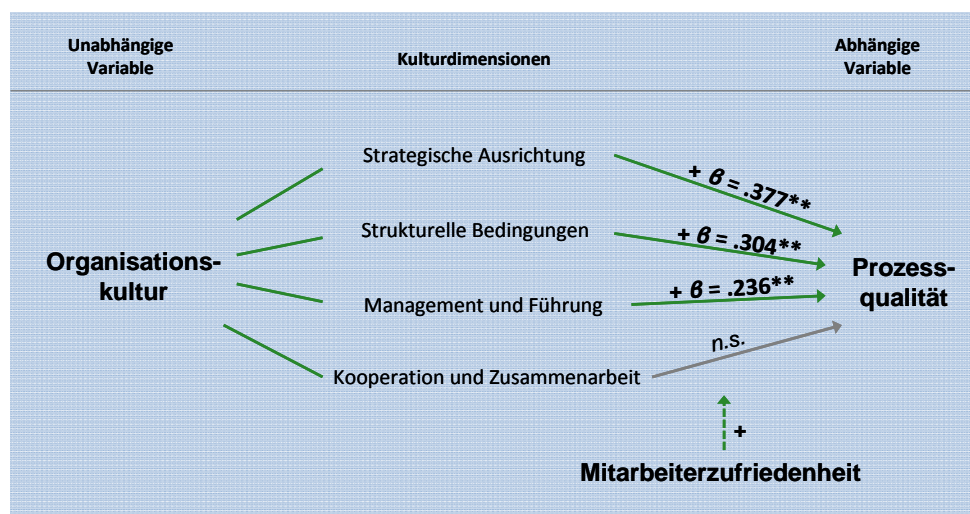 Unabhängige
Variable
Kulturdimensionen
Abhängige
Variable
Strategische Ausrichtung
+ β = .377**
Strukturelle Bedingungen
+ β = .304**
Organisations-
kultur
Prozess-
qualität
Management und Führung
+ β = .236**
n.s.
Kooperation und Zusammenarbeit
+
Mitarbeiterzufriedenheit